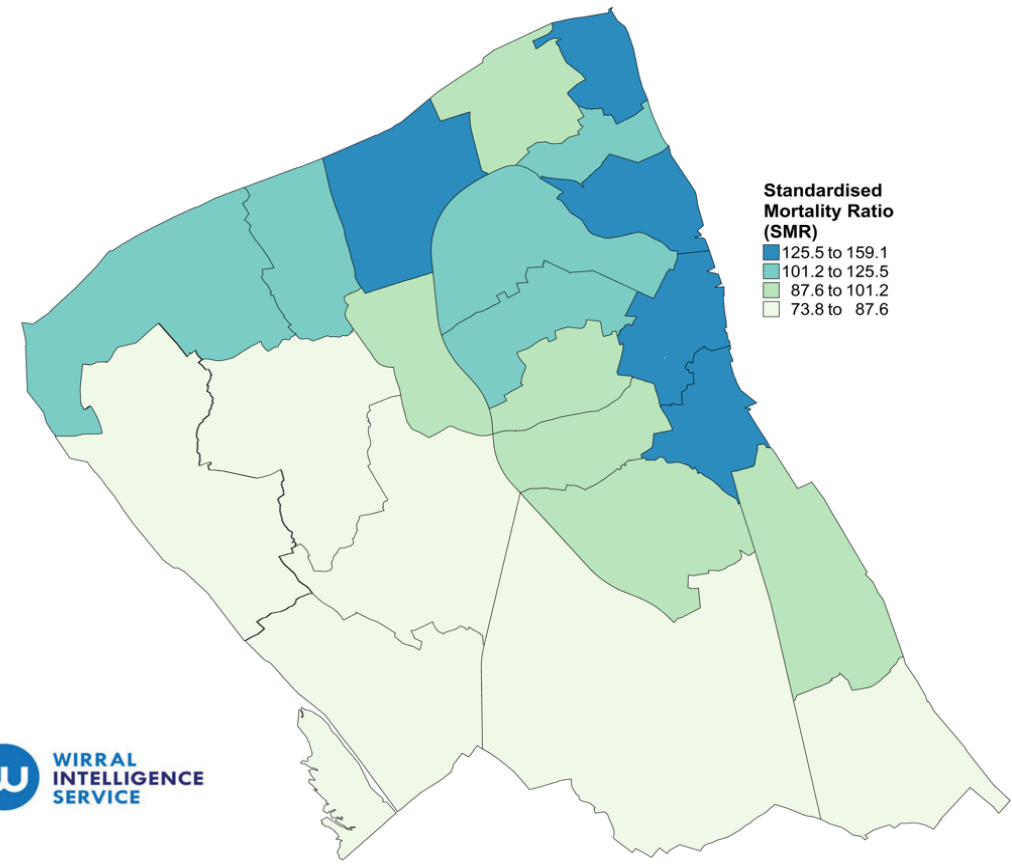 Standardised
Mortality Ratio
(SMR)
125.5 to 159.1
101.2 to 125.5
87.6 to 101.2
73.8 to 87.6
W
WIRRAL
INTELLIGENCE
SERVICE